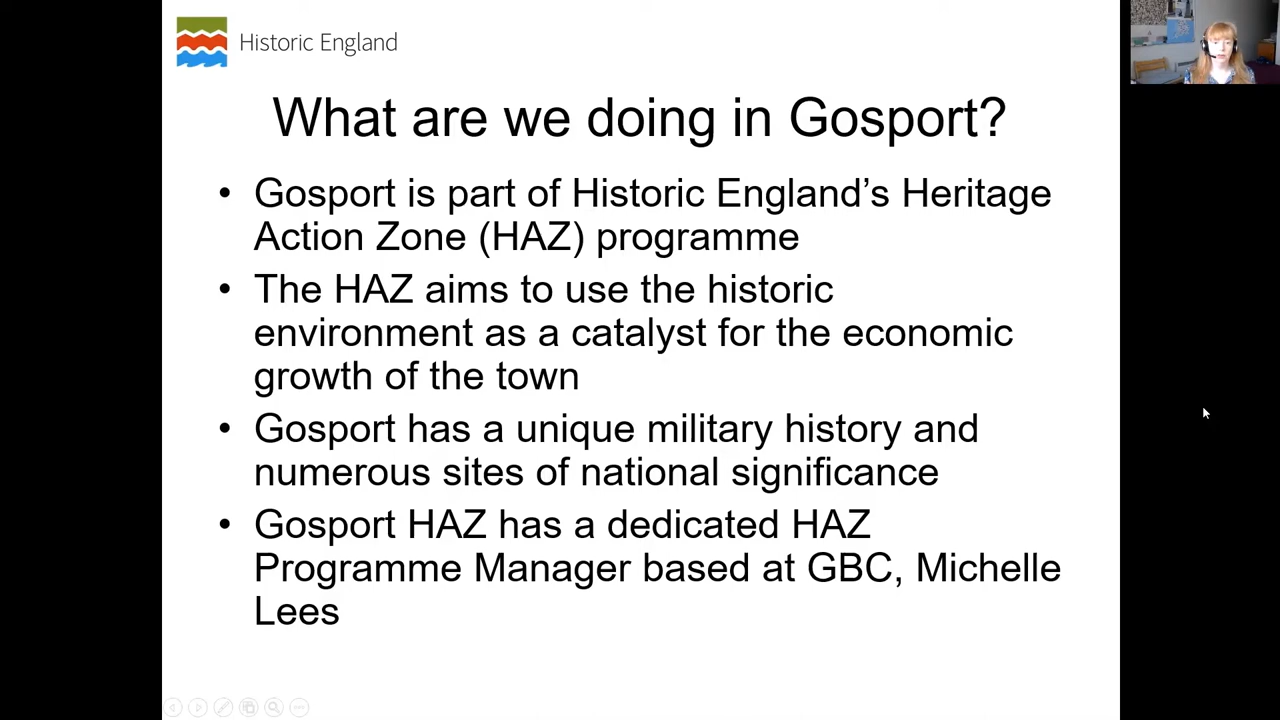 Historic England
What are we doing in Gosport?
• Gosport is part of Historic England’s Heritage
Action Zone (HAZ) programme
• The HAZ aims to use the historic
environment as a catalyst for the economic
growth of the town
• Gosport has a unique military history and
numerous sites of national significance
• Gosport HAZ has a dedicated HAZ
Programme Manager based at GBC, Michelle
Lees